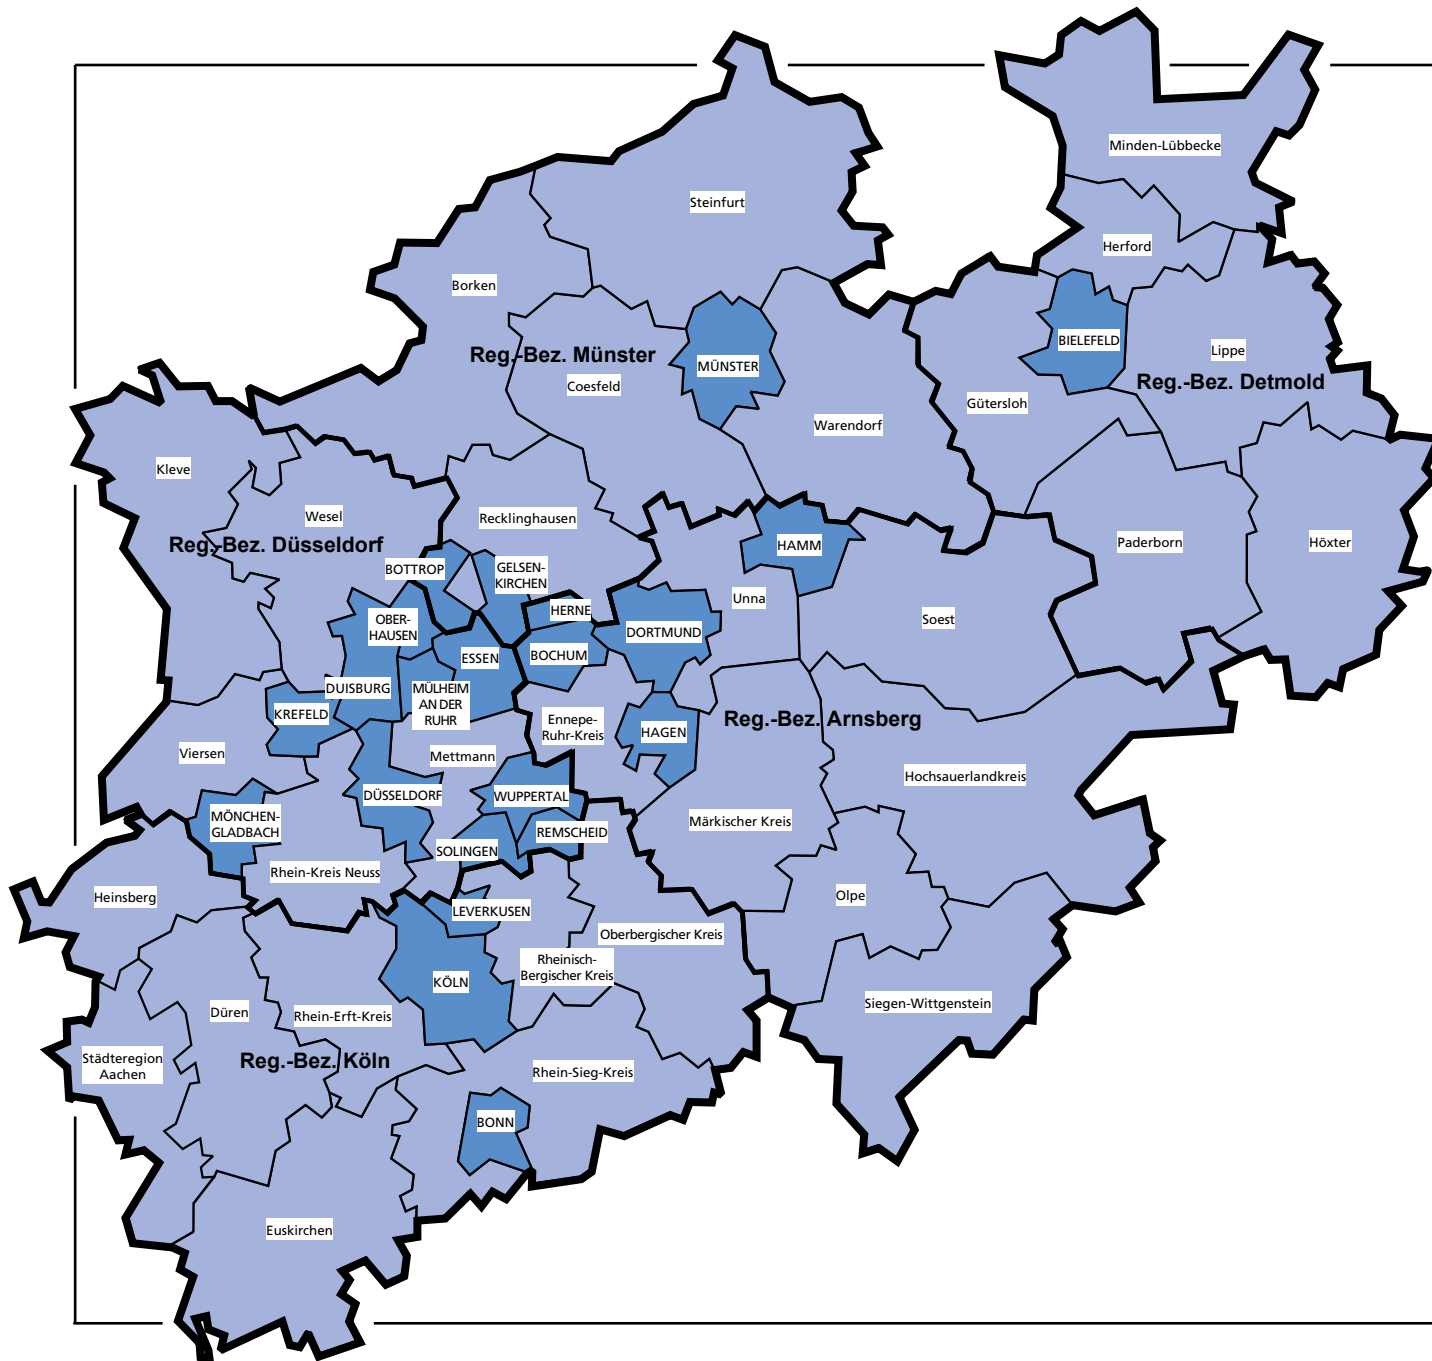 Minden-Lübbecke
Steinfurt
Herford
Borken
BIELEFELD
Lippe
Reg.-Bez. Münster
MÜNSTER
Coesfeld
Reg.-Bez. Detmold
Gütersloh
Warendorf
Kleve
Wesel
Recklinghausen
Reg.-Bez. Düsseldorf
HAMM
Paderborn
Höxter
BOTTROP
GELSEN-
KIRCHEN
Unna
HERNE
Soest
OBER-
HAUSEN
DORTMUND
ESSEN
BOCHUM
DUISBURG
MÜLHEIM
AN DER
RUHR
KREFELD
Ennepe-
Ruhr-Kreis
HAGEN
Reg.-Bez. Arnsberg
Viersen
Mettmann
Hochsauerlandkreis
DÜSSELDORF
WUPPERTAL
MÖNCHEN-
GLADBACH
REMSCHEID
Märkischer Kreis
SOLINGEN
Rhein-Kreis Neuss
Heinsberg
Olpe
LEVERKUSEN
Oberbergischer Kreis
Rheinisch-
Bergischer Kreis
KÖLN
Siegen-Wittgenstein
Düren
Rhein-Erft-Kreis
Städteregion
Aachen
Reg.-Bez. Köln
Rhein-Sieg-Kreis
BONN
Euskirchen